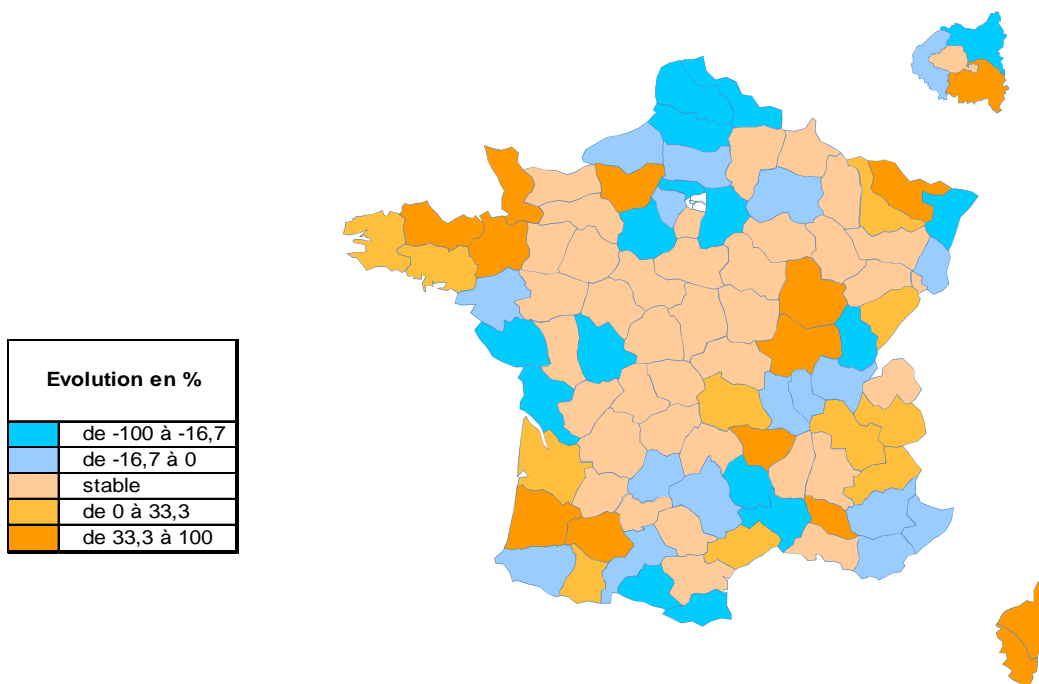 Evolution en %
de -100 à -16,7
de -16,7 à 0
stable
de 0 à 33,3
de 33,3 à 100